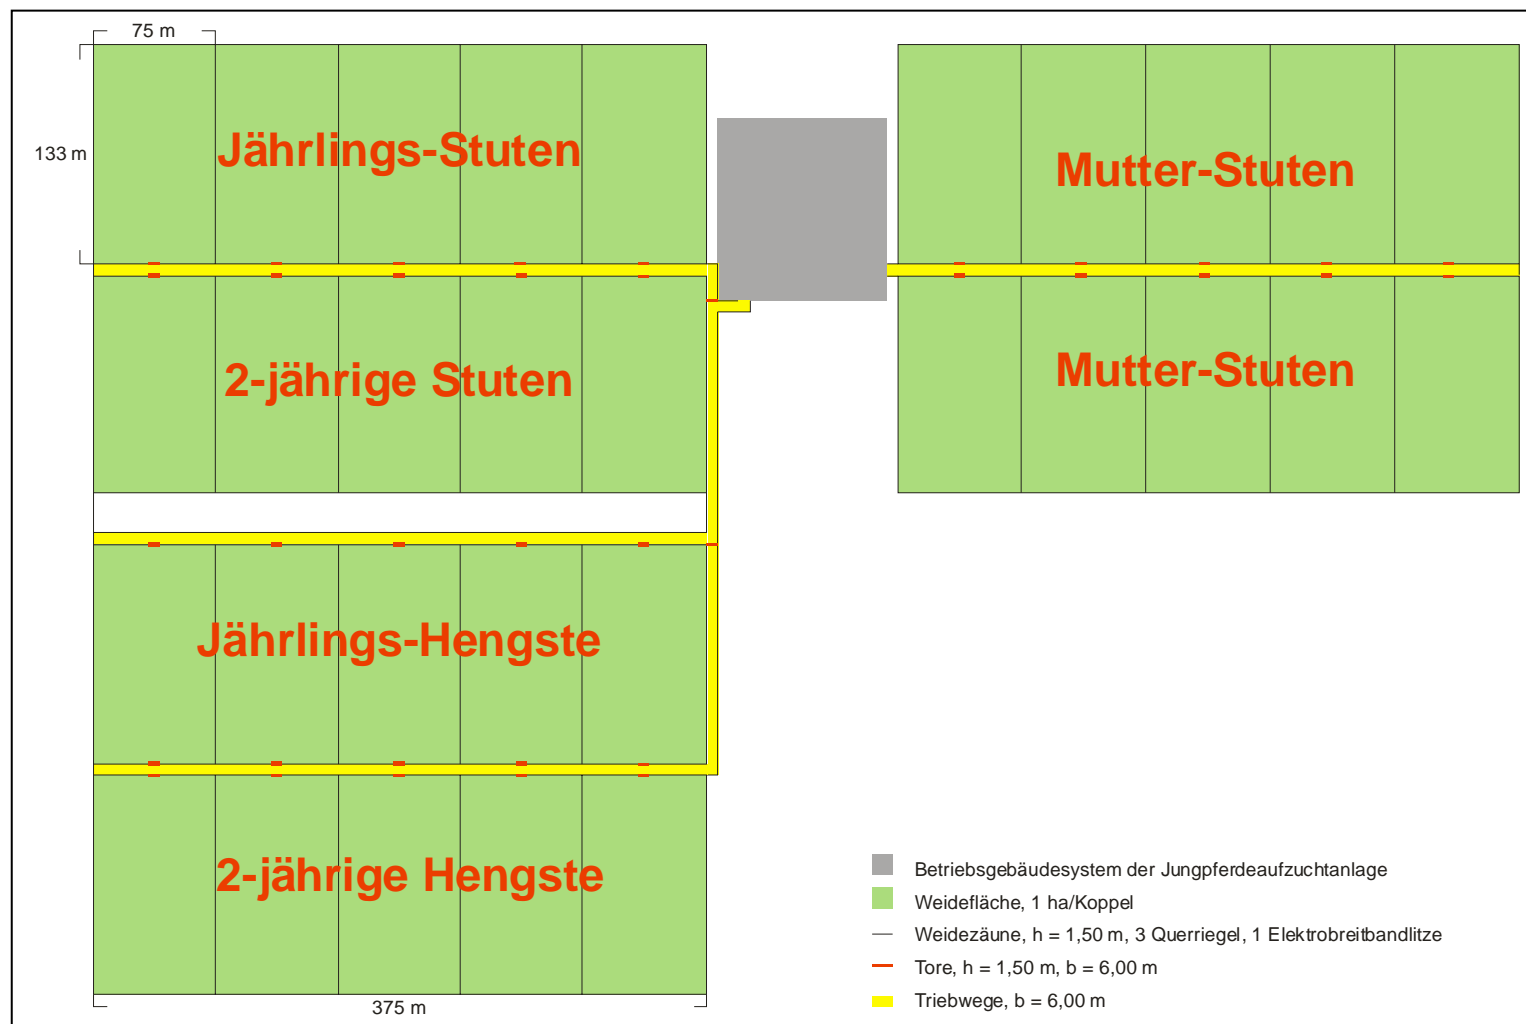 75 m
133 m
Jährlings-Stuten
Mutter-Stuten
2-jährige Stuten
Mutter-Stuten
Jährlings-Hengste
2-jährige Hengste
375 m
Betriebsgebäudesystem der Jungpferdeaufzuchtanlage
Weidefläche, 1 ha/Koppel
Weidezäune, h = 1,50 m, 3 Querriegel, 1 Elektrobreitbandlitze
Tore, h = 1,50 m, b = 6,00 m
Triebwege, b = 6,00 m